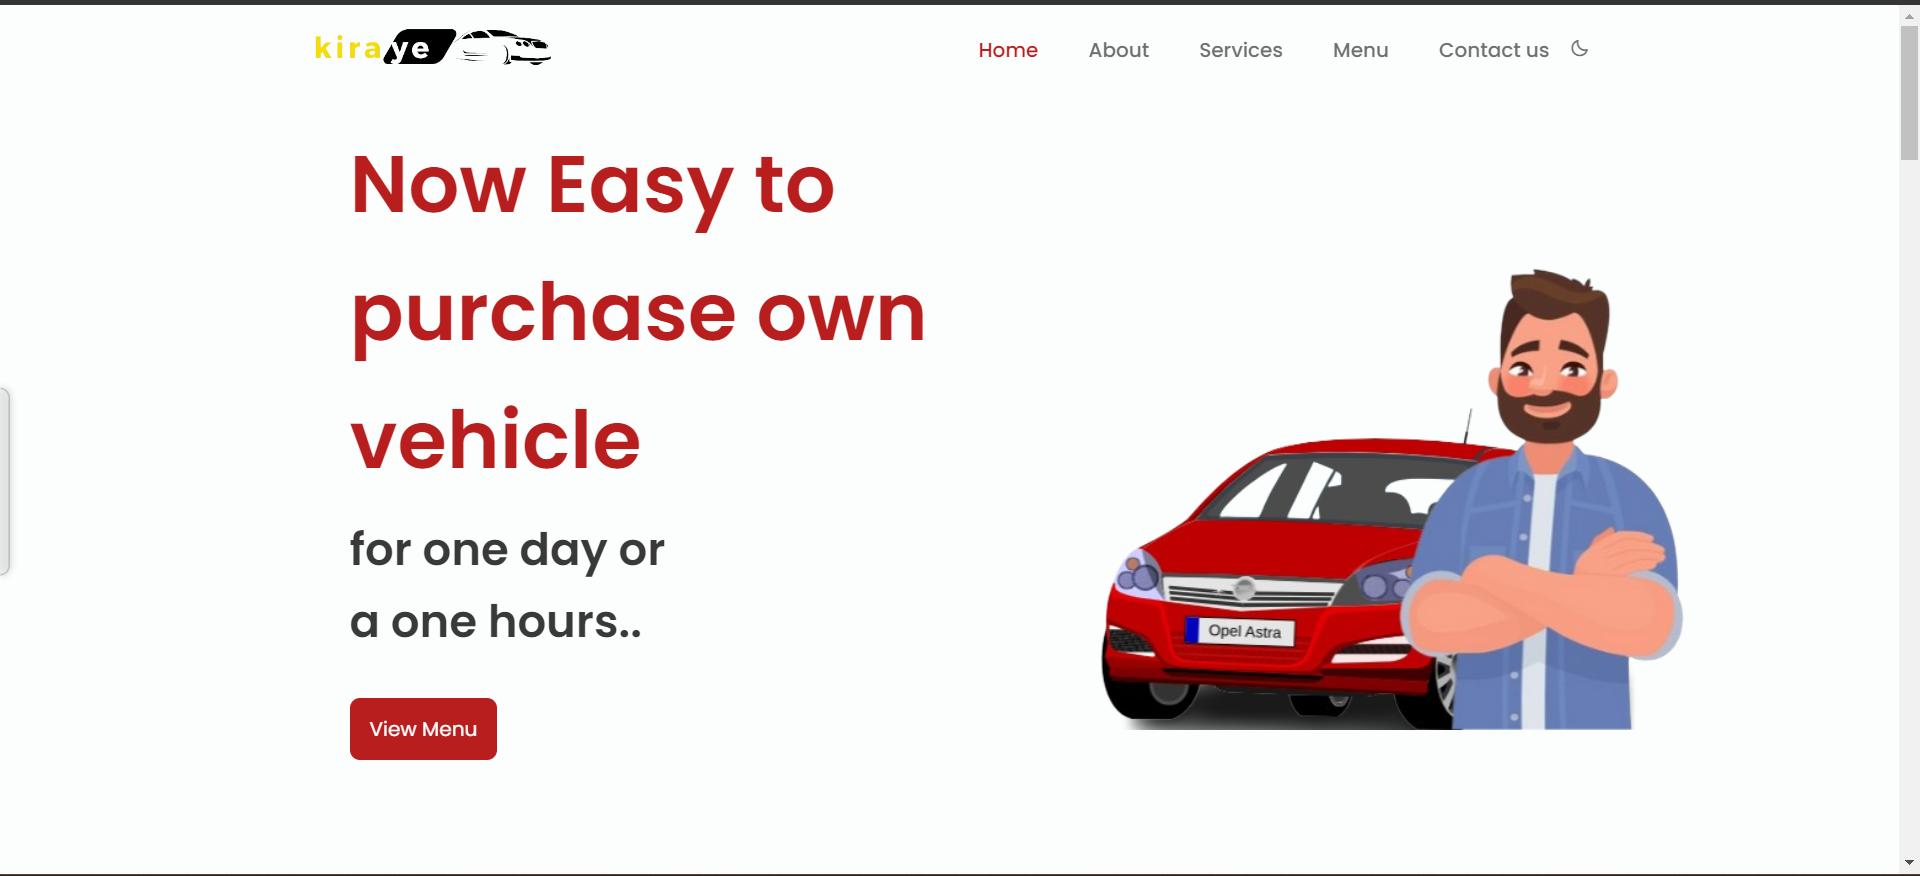 kiraye
Home About Services Menu Contact us
Now Easy to
purchase own
vehicle
for one day or
a one hours..
View Menu
Opel Astra